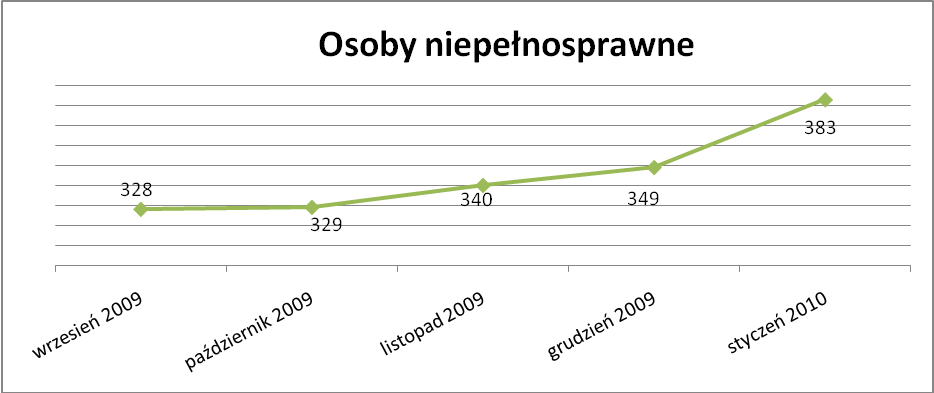 Osoby niepełnosprawne
328
329
340
349
383
wrzesień 2009
październik 2009
listopad 2009
grudzień 2009
styczeń 2010